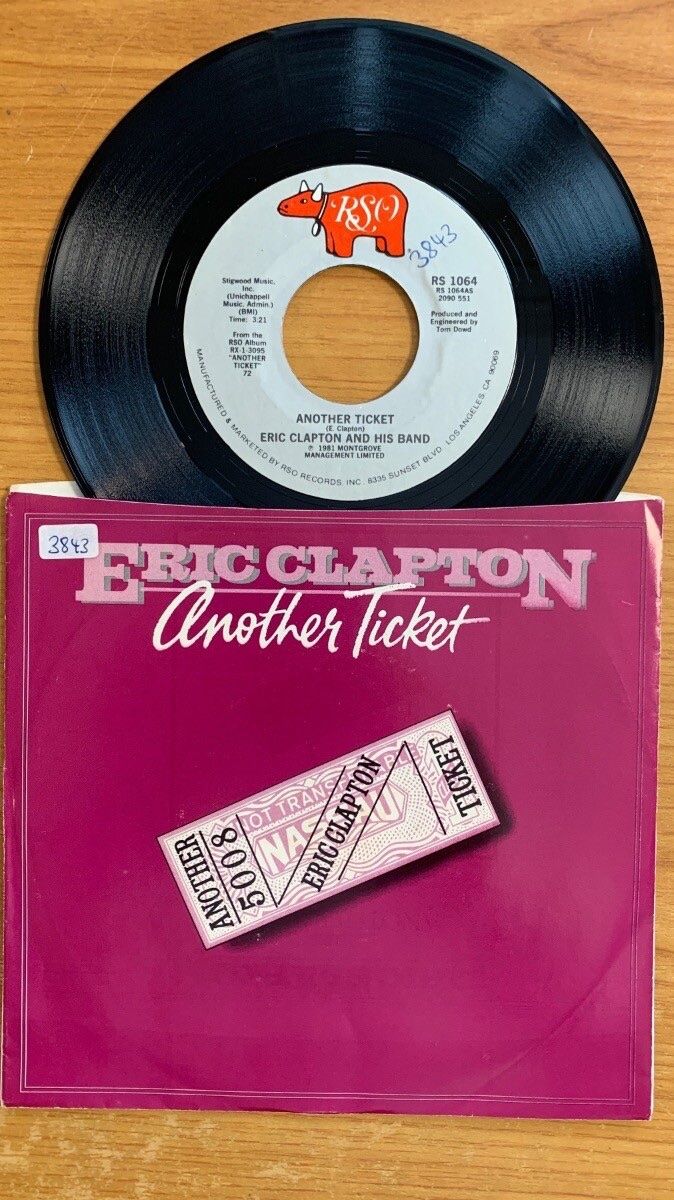 RSO
3843
Stigwood Music,
Inc.
(Unichappell
Music. Admin.)
(BMI)
Time: 3:21
From the
RSO Album
RX-1-3095
"ANOTHER
TICKET"
72
RS 1064
RS 1064AS
2090 551
Produced and
Engineered by
Tom Dowd
ANOTHER TICKET
(E. Clapton)
ERIC CLAPTON AND HIS BAND
℗ 1981 MONTGROVE
MANAGEMENT LIMITED
MANUFACTURED & MARKETED BY RSO RECORDS, INC. 8335 SUNSET BLVD. LOS ANGELES, CA 90069
3843
ERIC CLAPTON
Another Ticket
ANOTHER
5008
NOT TRANSFERABLE
NASSAU
ERIC CLAPTON
TICKET